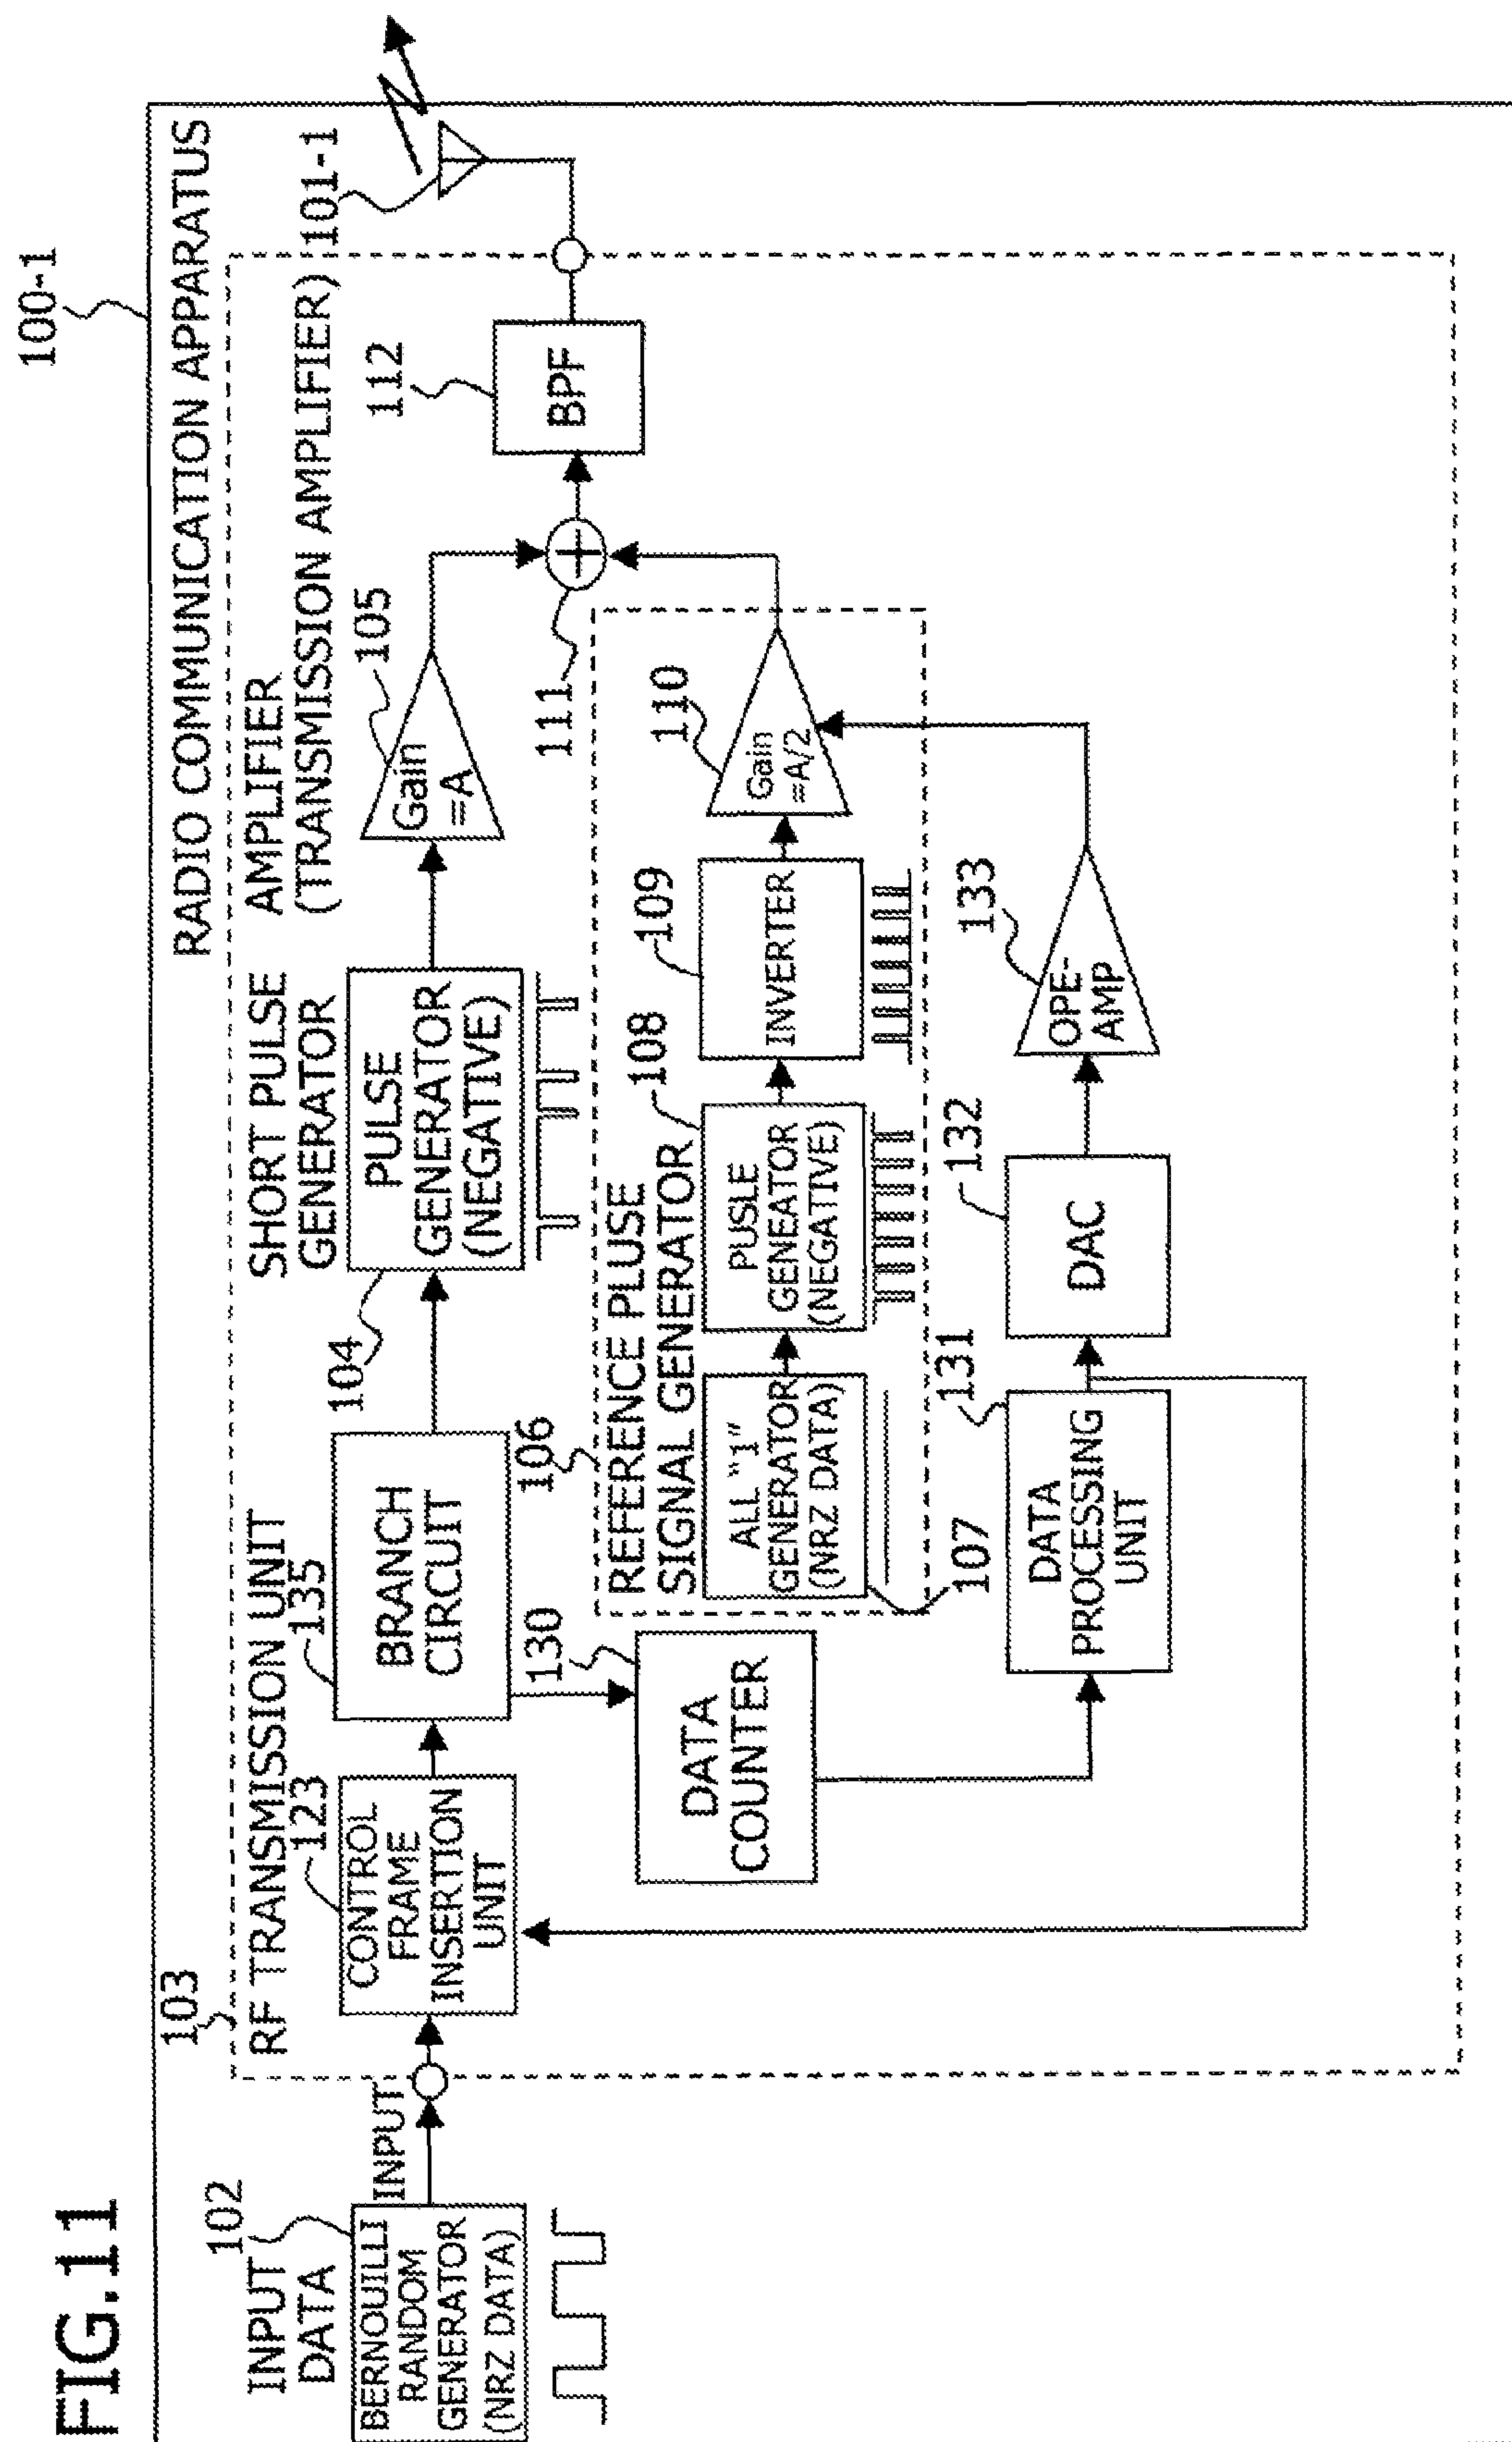 FIG.11
100-1
RADIO COMMUNICATION APPARATUS
103
RF TRANSMISSION UNIT
INPUT
DATA
102
BERNOUILLI
RANDOM
GENERATOR
(NRZ DATA)
INPUT
123
CONTROL
FRAME
INSERTION
UNIT
135
BRANCH
CIRCUIT
104
SHORT PULSE
GENERATOR
PULSE
GENERATOR
(NEGATIVE)
AMPLIFIER
(TRANSMISSION AMPLIFIER)
105
Gain
=A
111
+
112
BPF
101-1
130
DATA
COUNTER
106
REFERENCE PLUSE
SIGNAL GENERATOR
ALL "1"
GENERATOR
(NRZ DATA)
107
108
PUSLE
GENEATOR
(NEGATIVE)
109
INVERTER
110
Gain
=A/2
131
DATA
PROCESSING
UNIT
132
DAC
133
OPE-
AMP